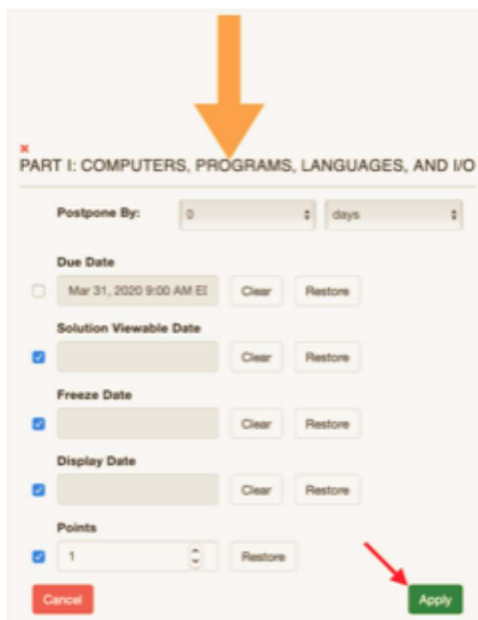 PART I: COMPUTERS, PROGRAMS, LANGUAGES, AND I/O
Postpone By: 0 days
Due Date
Mar 31, 2020 9:00 AM E Clear Restore
Solution Viewable Date
Clear Restore
Freeze Date
Clear Restore
Display Date
Clear Restore
Points
1 Restore
Cancel Apply